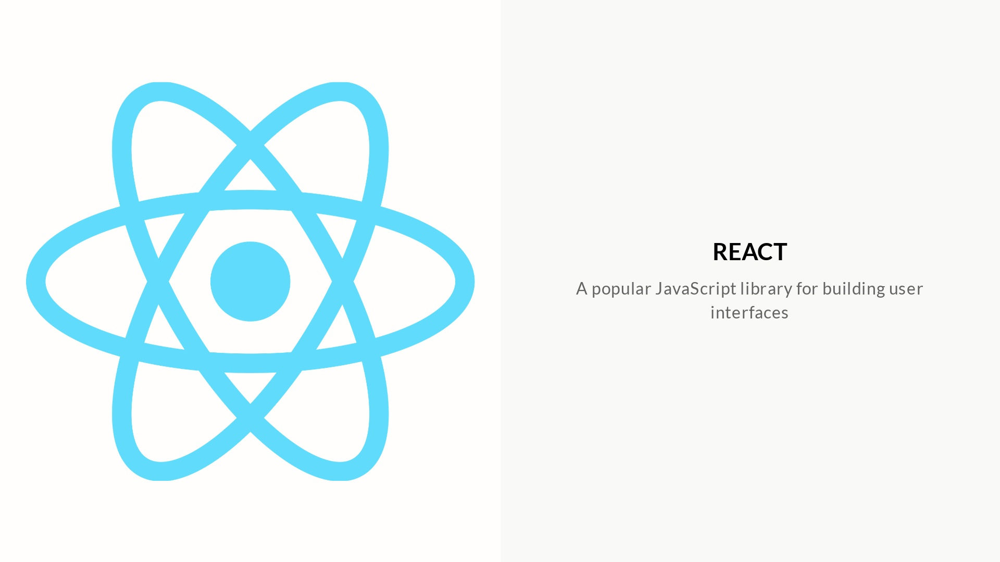 REACT
A popular JavaScript library for building user
interfaces